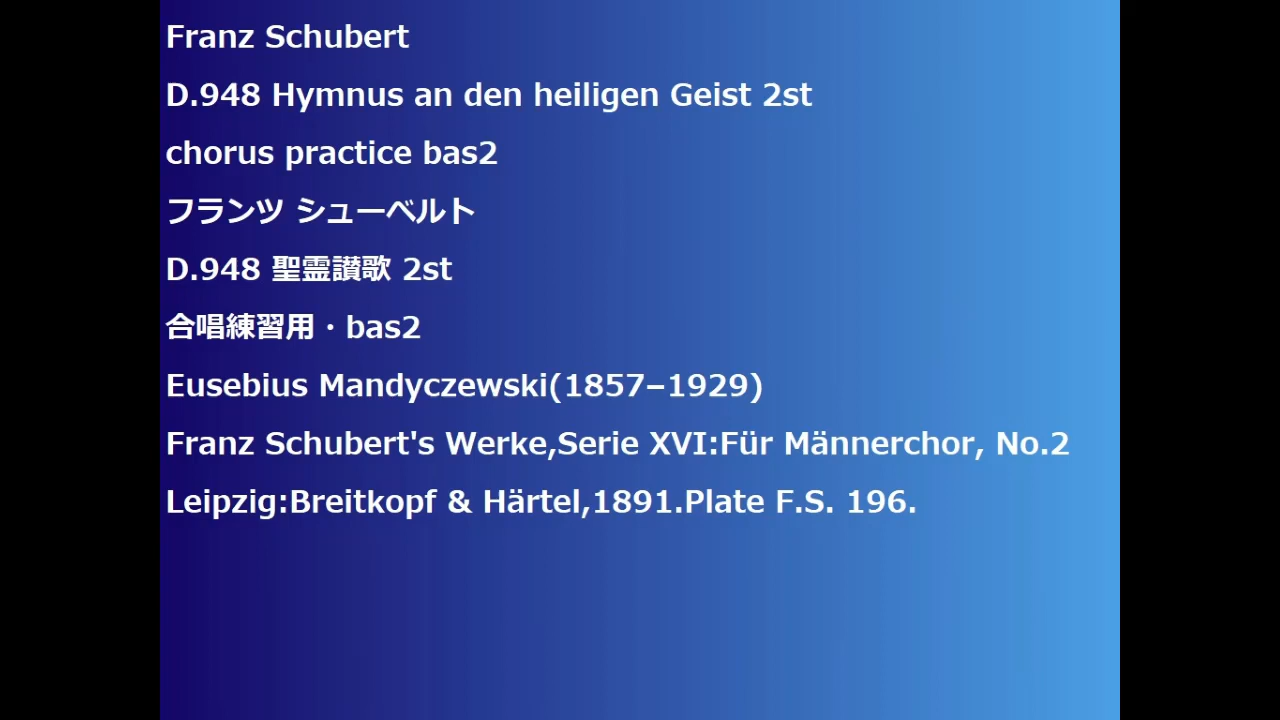 Franz Schubert
D.948 Hymnus an den heiligen Geist 2st
chorus practice bas2
フランツ シューベルト
D.948 聖霊讃歌 2st
合唱練習用・bas2
Eusebius Mandyczewski(1857–1929)
Franz Schubert's Werke,Serie XVI:Für Männerchor, No.2
Leipzig:Breitkopf & Härtel,1891.Plate F.S. 196.